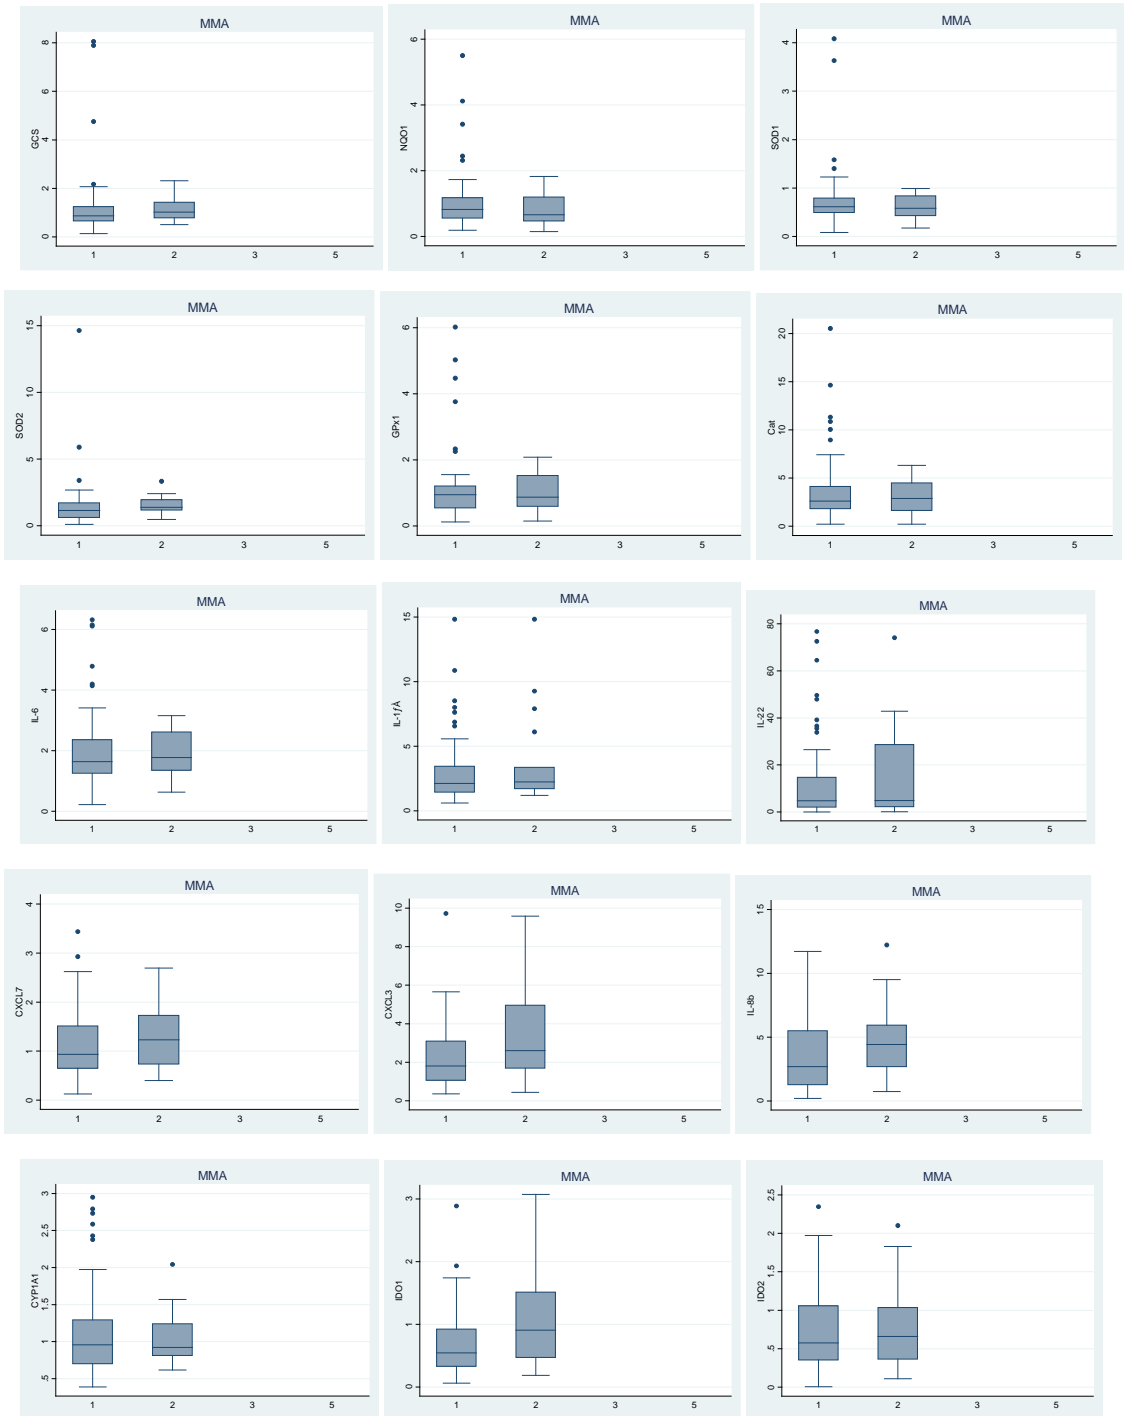 MMA
GCS
0 2 4 6 8
1 2 3 5
MMA
NQO1
0 2 4 6
1 2 3 5
MMA
SOD1
0 1 2 3 4
1 2 3 5
MMA
SOD2
0 5 10 15
1 2 3 5
MMA
GPx1
0 2 4 6
1 2 3 5
MMA
Cat
0 5 10 15 20
1 2 3 5
MMA
IL-6
0 2 4 6
1 2 3 5
MMA
IL-1ƒÀ
0 5 10 15
1 2 3 5
MMA
IL-22
0 20 40 60 80
1 2 3 5
MMA
CXCL7
0 1 2 3 4
1 2 3 5
MMA
CXCL3
0 2 4 6 8 10
1 2 3 5
MMA
IL-8b
0 5 10 15
1 2 3 5
MMA
CYP1A1
.5 1 1.5 2 2.5 3
1 2 3 5
MMA
IDO1
0 1 2 3
1 2 3 5
MMA
IDO2
0 .5 1 1.5 2 2.5
1 2 3 5